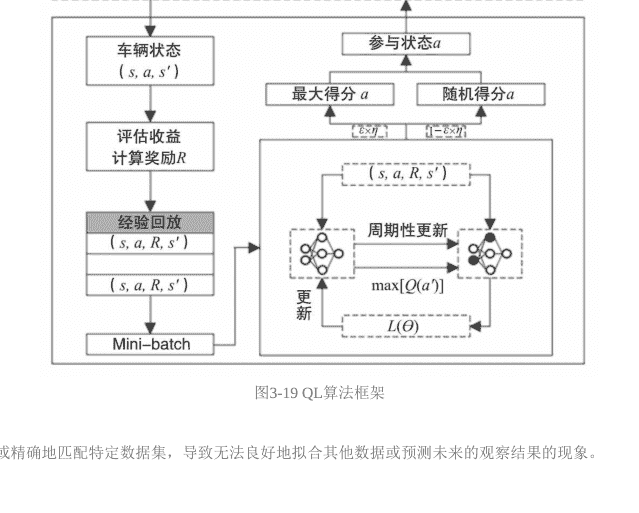 车辆状态
(s, a, s′)
评估收益
计算奖励R
经验回放
(s, a, R, s′)
(s, a, R, s′)
Mini-batch
参与状态a
最大得分 a
随机得分a
ε×η
1-ε×η
(s, a, R, s′)
周期性更新
max[Q(a′)]
更新
L(Θ)
图3-19 QL算法框架
或精确地匹配特定数据集，导致无法良好地拟合其他数据或预测未来的观察结果的现象。